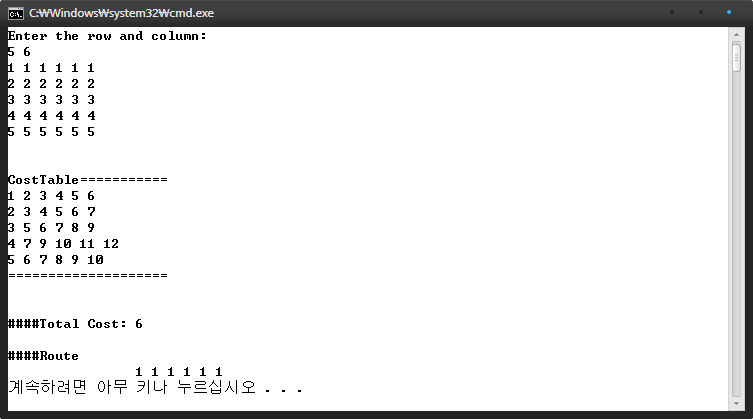 C:₩Windows₩system32₩cmd.exe
Enter the row and column:
5 6
1 1 1 1 1 1
2 2 2 2 2 2
3 3 3 3 3 3
4 4 4 4 4 4
5 5 5 5 5 5
CostTable===========
1 2 3 4 5 6
2 3 4 5 6 7
3 5 6 7 8 9
4 7 9 10 11 12
5 6 7 8 9 10
====================
####Total Cost: 6
####Route
1 1 1 1 1 1
계속하려면 아무 키나 누르십시오 . . .